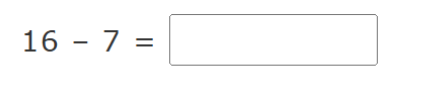 16 – 7 =